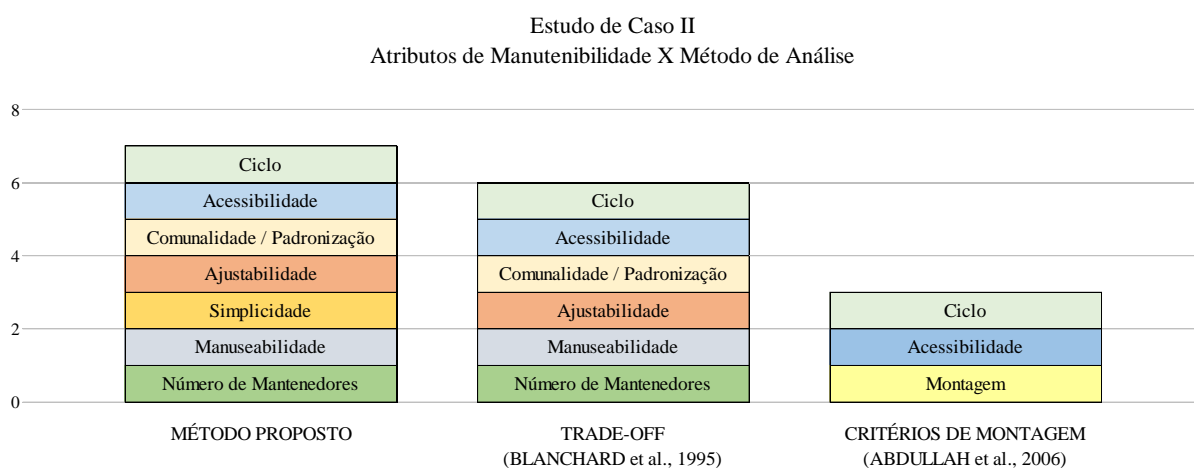 Estudo de Caso II
Atributos de Manutenibilidade X Método de Análise
8
6
4
2
0
Ciclo
Acessibilidade
Comunalidade / Padronização
Ajustabilidade
Simplicidade
Manuseabilidade
Número de Mantenedores
Ciclo
Acessibilidade
Comunalidade / Padronização
Ajustabilidade
Manuseabilidade
Número de Mantenedores
Ciclo
Acessibilidade
Montagem
MÉTODO PROPOSTO
TRADE-OFF
(BLANCHARD et al., 1995)
CRITÉRIOS DE MONTAGEM
(ABDULLAH et al., 2006)